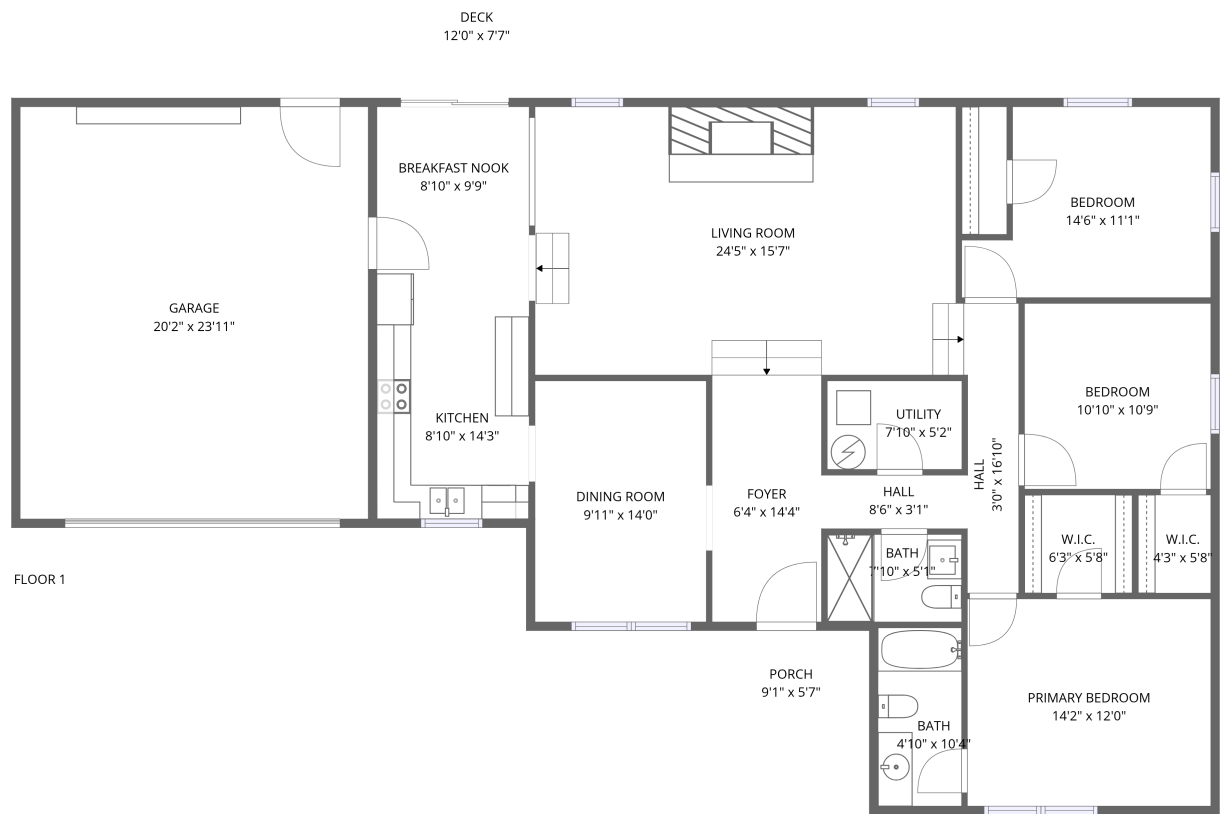 DECK
12'0" x 7'7"
BREAKFAST NOOK
8'10" x 9'9"
BEDROOM
14'6" x 11'1"
LIVING ROOM
24'5" x 15'7"
GARAGE
20'2" x 23'11"
BEDROOM
10'10" x 10'9"
KITCHEN
8'10" x 14'3"
UTILITY
7'10" x 5'2"
HALL
3'0" x 16'10"
DINING ROOM
9'11" x 14'0"
FOYER
6'4" x 14'4"
HALL
8'6" x 3'1"
BATH
7'10" x 5'1"
W.I.C.
6'3" x 5'8"
W.I.C.
4'3" x 5'8"
FLOOR 1
PORCH
9'1" x 5'7"
PRIMARY BEDROOM
14'2" x 12'0"
BATH
4'10" x 10'4"